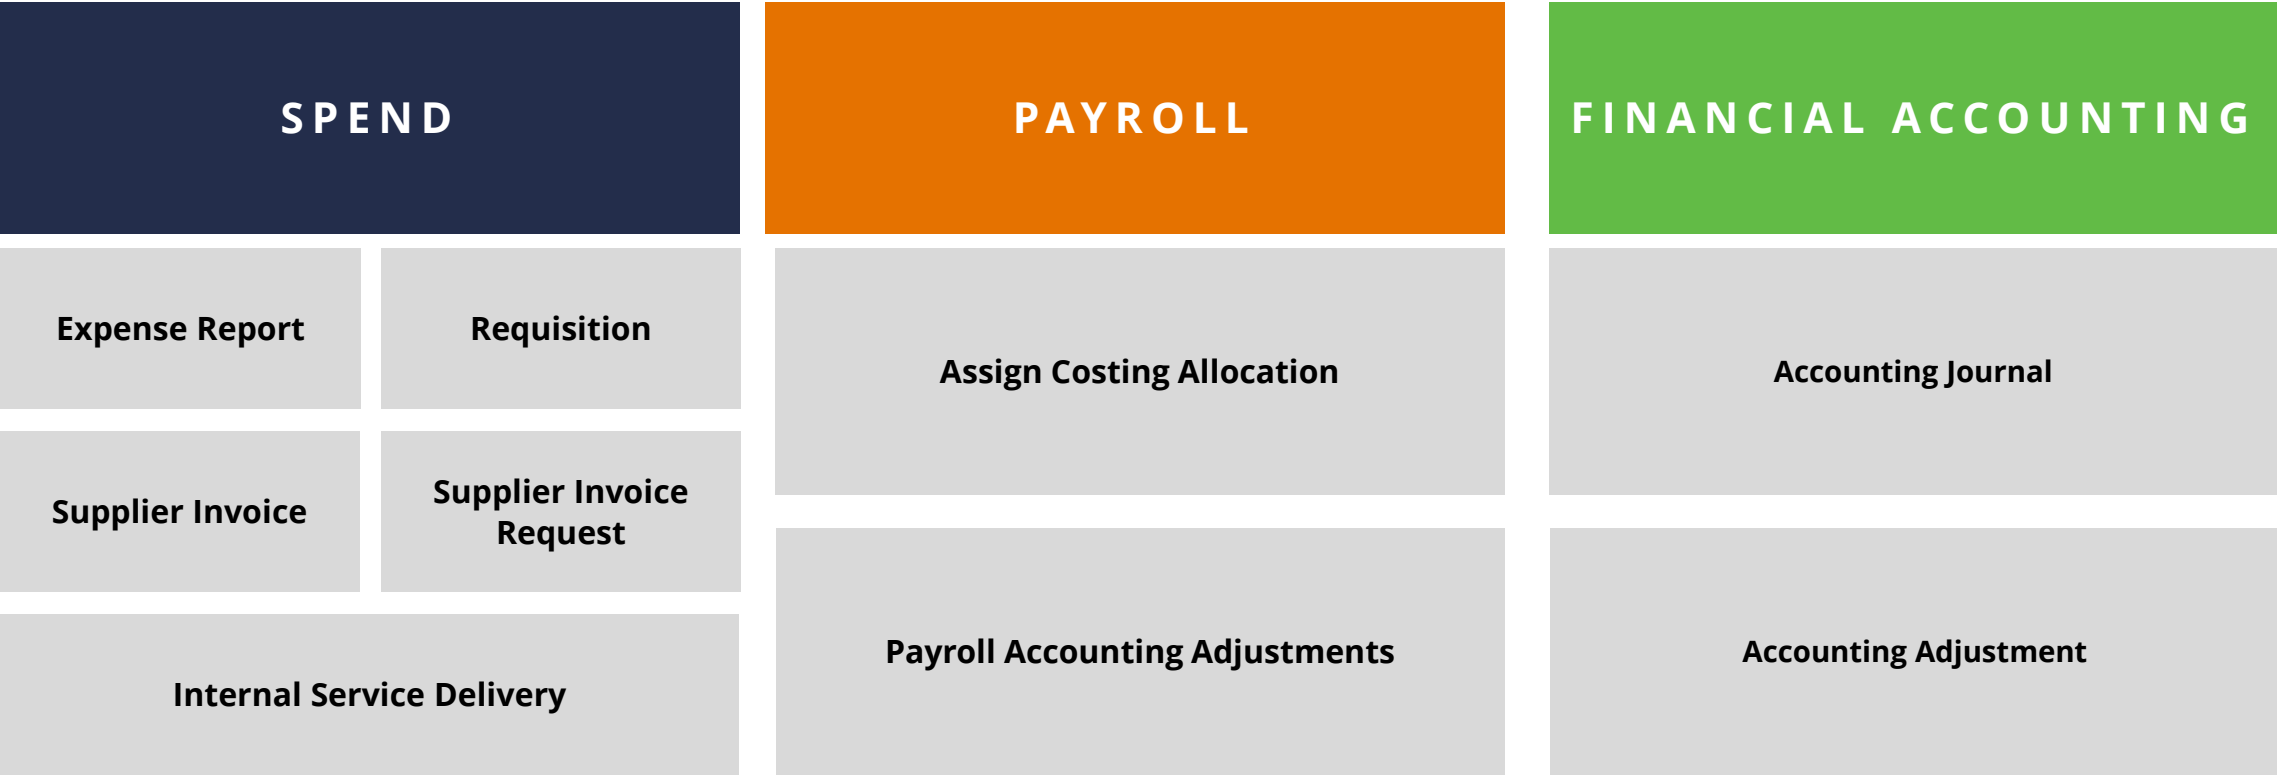 SPEND
PAYROLL
FINANCIAL ACCOUNTING
Expense Report
Requisition
Supplier Invoice
Supplier Invoice
Request
Internal Service Delivery
Assign Costing Allocation
Payroll Accounting Adjustments
Accounting Journal
Accounting Adjustment